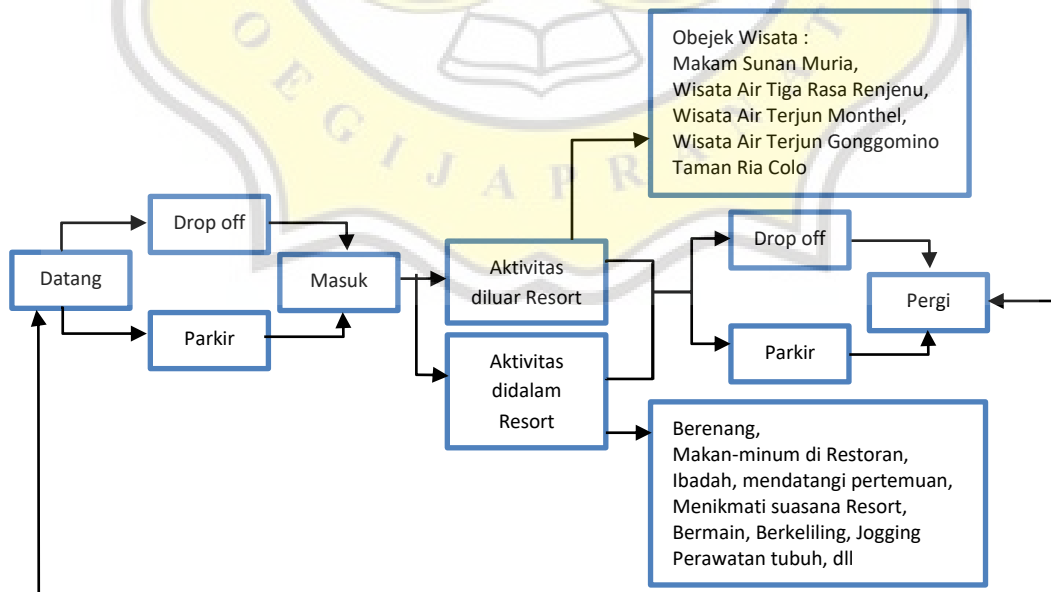 Obejek Wisata :
Makam Sunan Muria,
Wisata Air Tiga Rasa Renjenu,
Wisata Air Terjun Monthel,
Wisata Air Terjun Gonggomino
Taman Ria Colo
Datang
Drop off
Parkir
Masuk
Aktivitas
diluar Resort
Aktivitas
didalam
Resort
Drop off
Parkir
Pergi
Berenang,
Makan-minum di Restoran,
Ibadah, mendatangi pertemuan,
Menikmati suasana Resort,
Bermain, Berkeliling, Jogging
Perawatan tubuh, dll
OEGIJAPRANAT